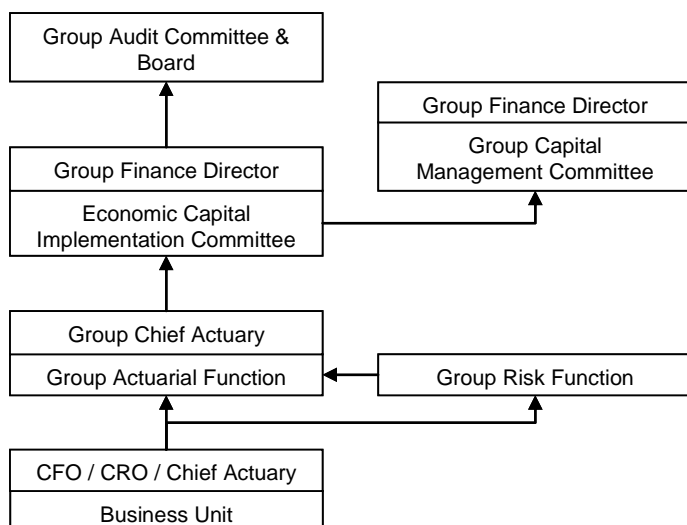 Group Audit Committee &
Board
Group Finance Director
Group Capital
Management Committee
Group Finance Director
Economic Capital
Implementation Committee
Group Chief Actuary
Group Actuarial Function
Group Risk Function
CFO / CRO / Chief Actuary
Business Unit